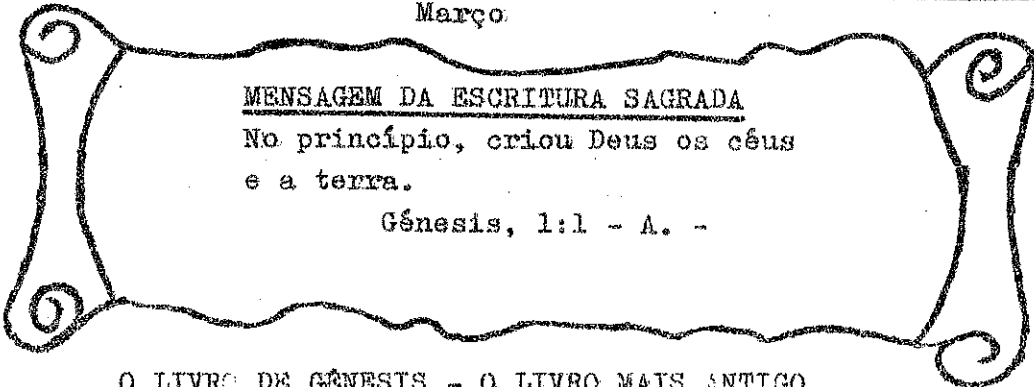 Março
MENSAGEM DA ESCRITURA SAGRADA
No princípio, criou Deus os céus
e a terra.
Génesis, 1:1 - A. -
O LIVRO DE GÊNESIS - O LIVRO MAIS ANTIGO